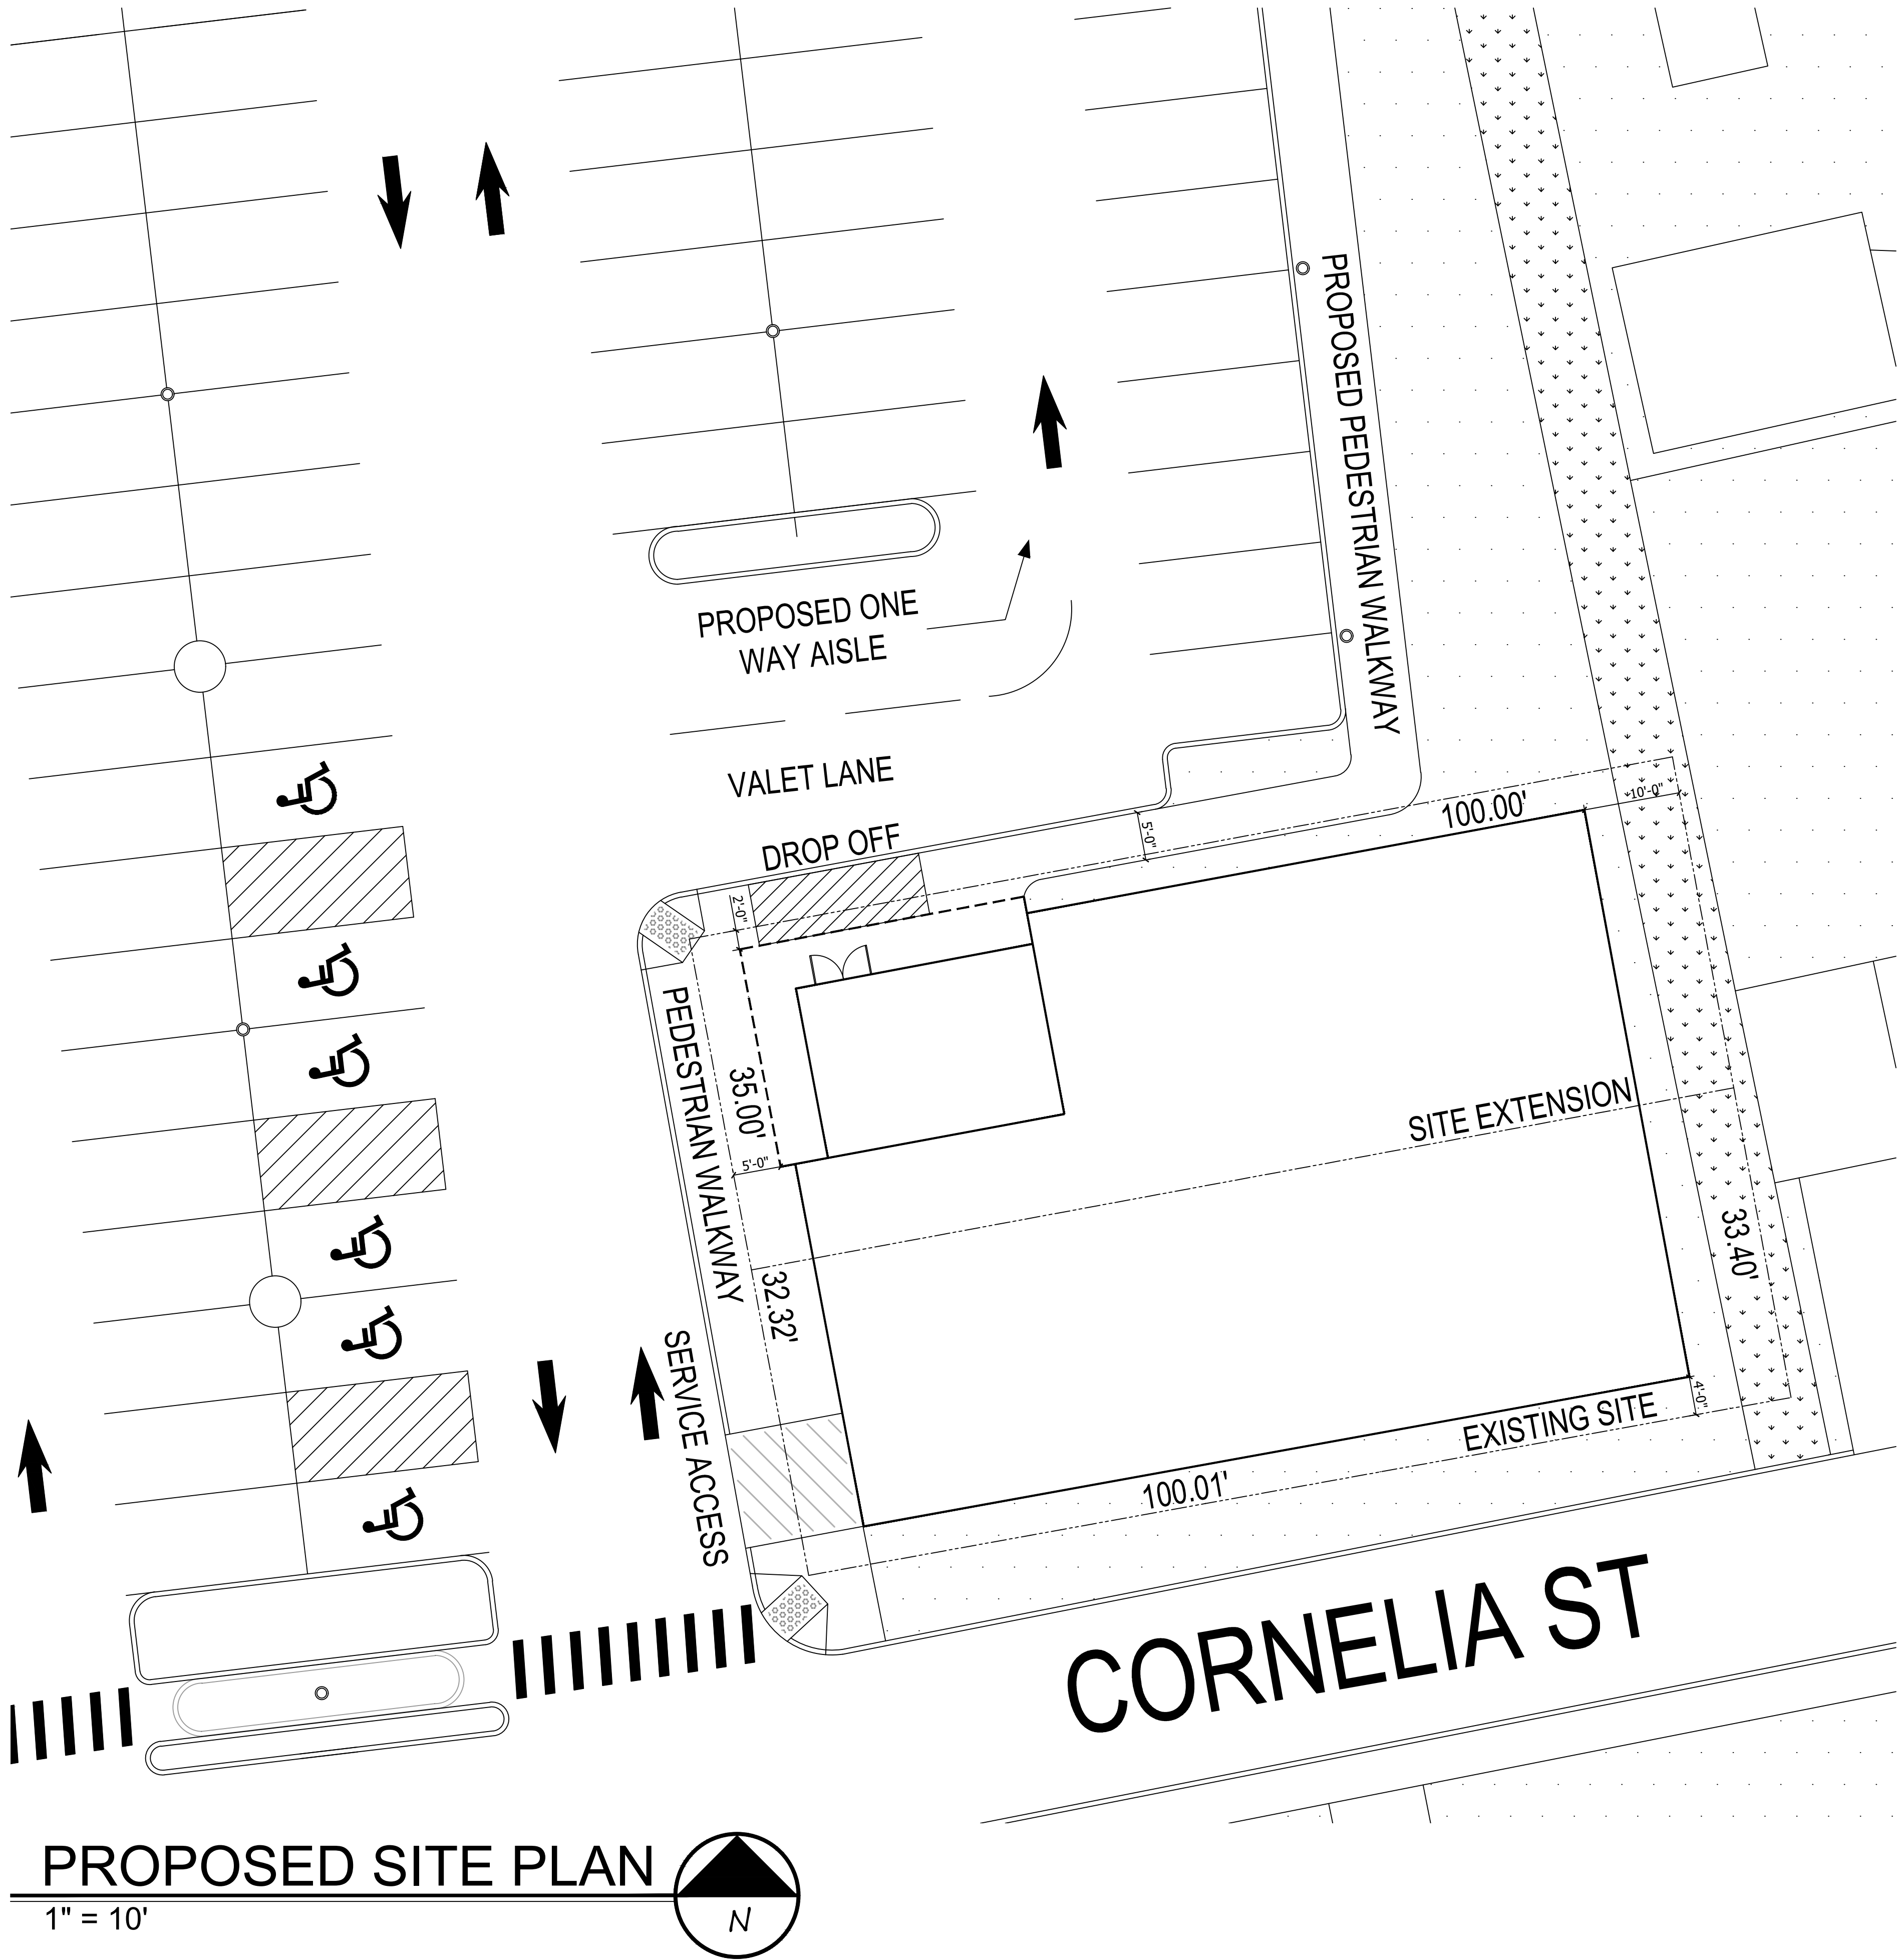 PROPOSED PEDESTRIAN WALKWAY
PROPOSED ONE
WAY AISLE
VALET LANE
DROP OFF
10'-0"
100.00'
5'-0"
2'-0"
PEDESTRIAN WALKWAY
35.00'
5'-0"
SITE EXTENSION
33.40'
32.32'
SERVICE ACCESS
4'-0"
EXISTING SITE
100.01'
CORNELIA ST
PROPOSED SITE PLAN
1" = 10'
N